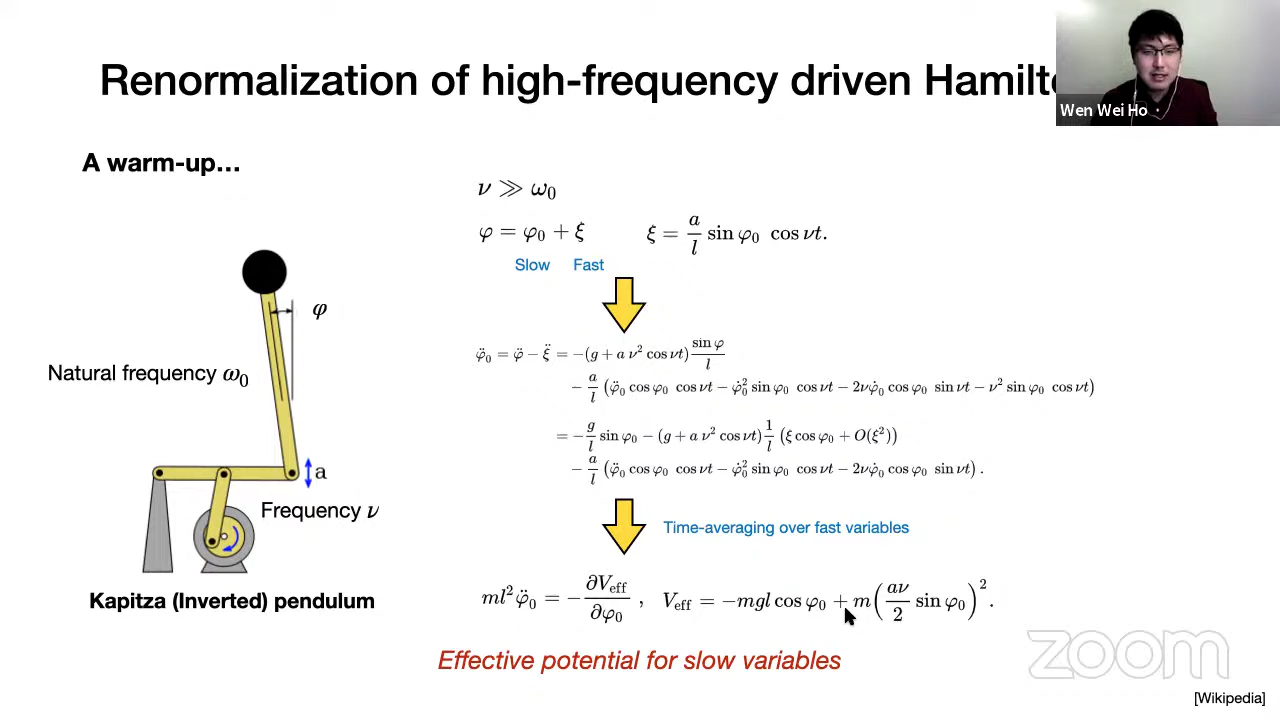 Renormalization of high-frequency driven Hamilto
Wen Wei Ho
A warm-up…
ν ≫ ω₀
φ = φ₀ + ξ    ξ = a/l sin φ₀ cos νt.
Slow    Fast
φ
Natural frequency ω₀
φ̈₀ = φ̈ − ξ̈ = −(g + a ν² cos νt) sin φ / l
− a/l (φ̈₀ cos φ₀ cos νt − φ̇₀² sin φ₀ cos νt − 2νφ̇₀ cos φ₀ sin νt − ν² sin φ₀ cos νt)
= −g/l sin φ₀ − (g + a ν² cos νt) 1/l (ξ cos φ₀ + O(ξ²))
− a/l (φ̈₀ cos φ₀ cos νt − φ̇₀² sin φ₀ cos νt − 2νφ̇₀ cos φ₀ sin νt) .
a
Frequency ν
Time-averaging over fast variables
Kapitza (Inverted) pendulum
ml²φ̈₀ = −∂V_eff/∂φ₀ ,  V_eff = −mgl cos φ₀ + m(aν/2 sin φ₀)².
Effective potential for slow variables
zoom
[Wikipedia]